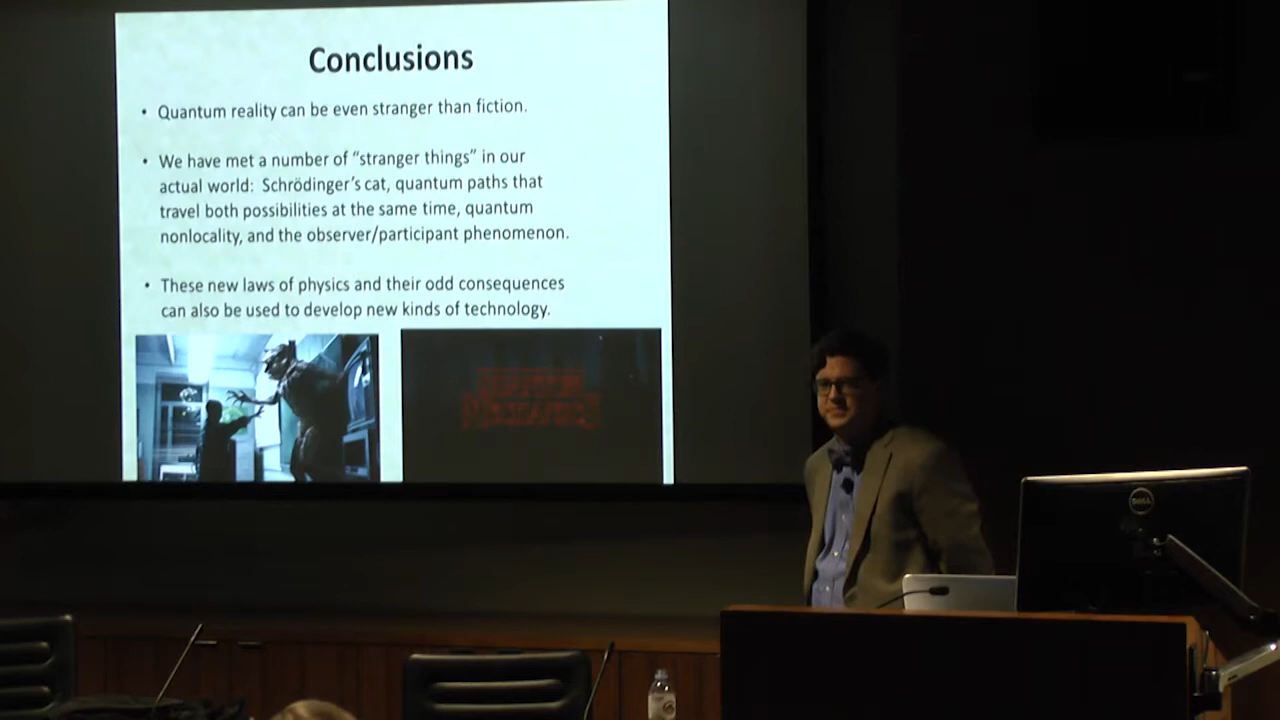 Conclusions
• Quantum reality can be even stranger than fiction.
• We have met a number of “stranger things” in our
actual world: Schrödinger’s cat, quantum paths that
travel both possibilities at the same time, quantum
nonlocality, and the observer/participant phenomenon.
• These new laws of physics and their odd consequences
can also be used to develop new kinds of technology.
QUANTUM
MECHANICS
DELL